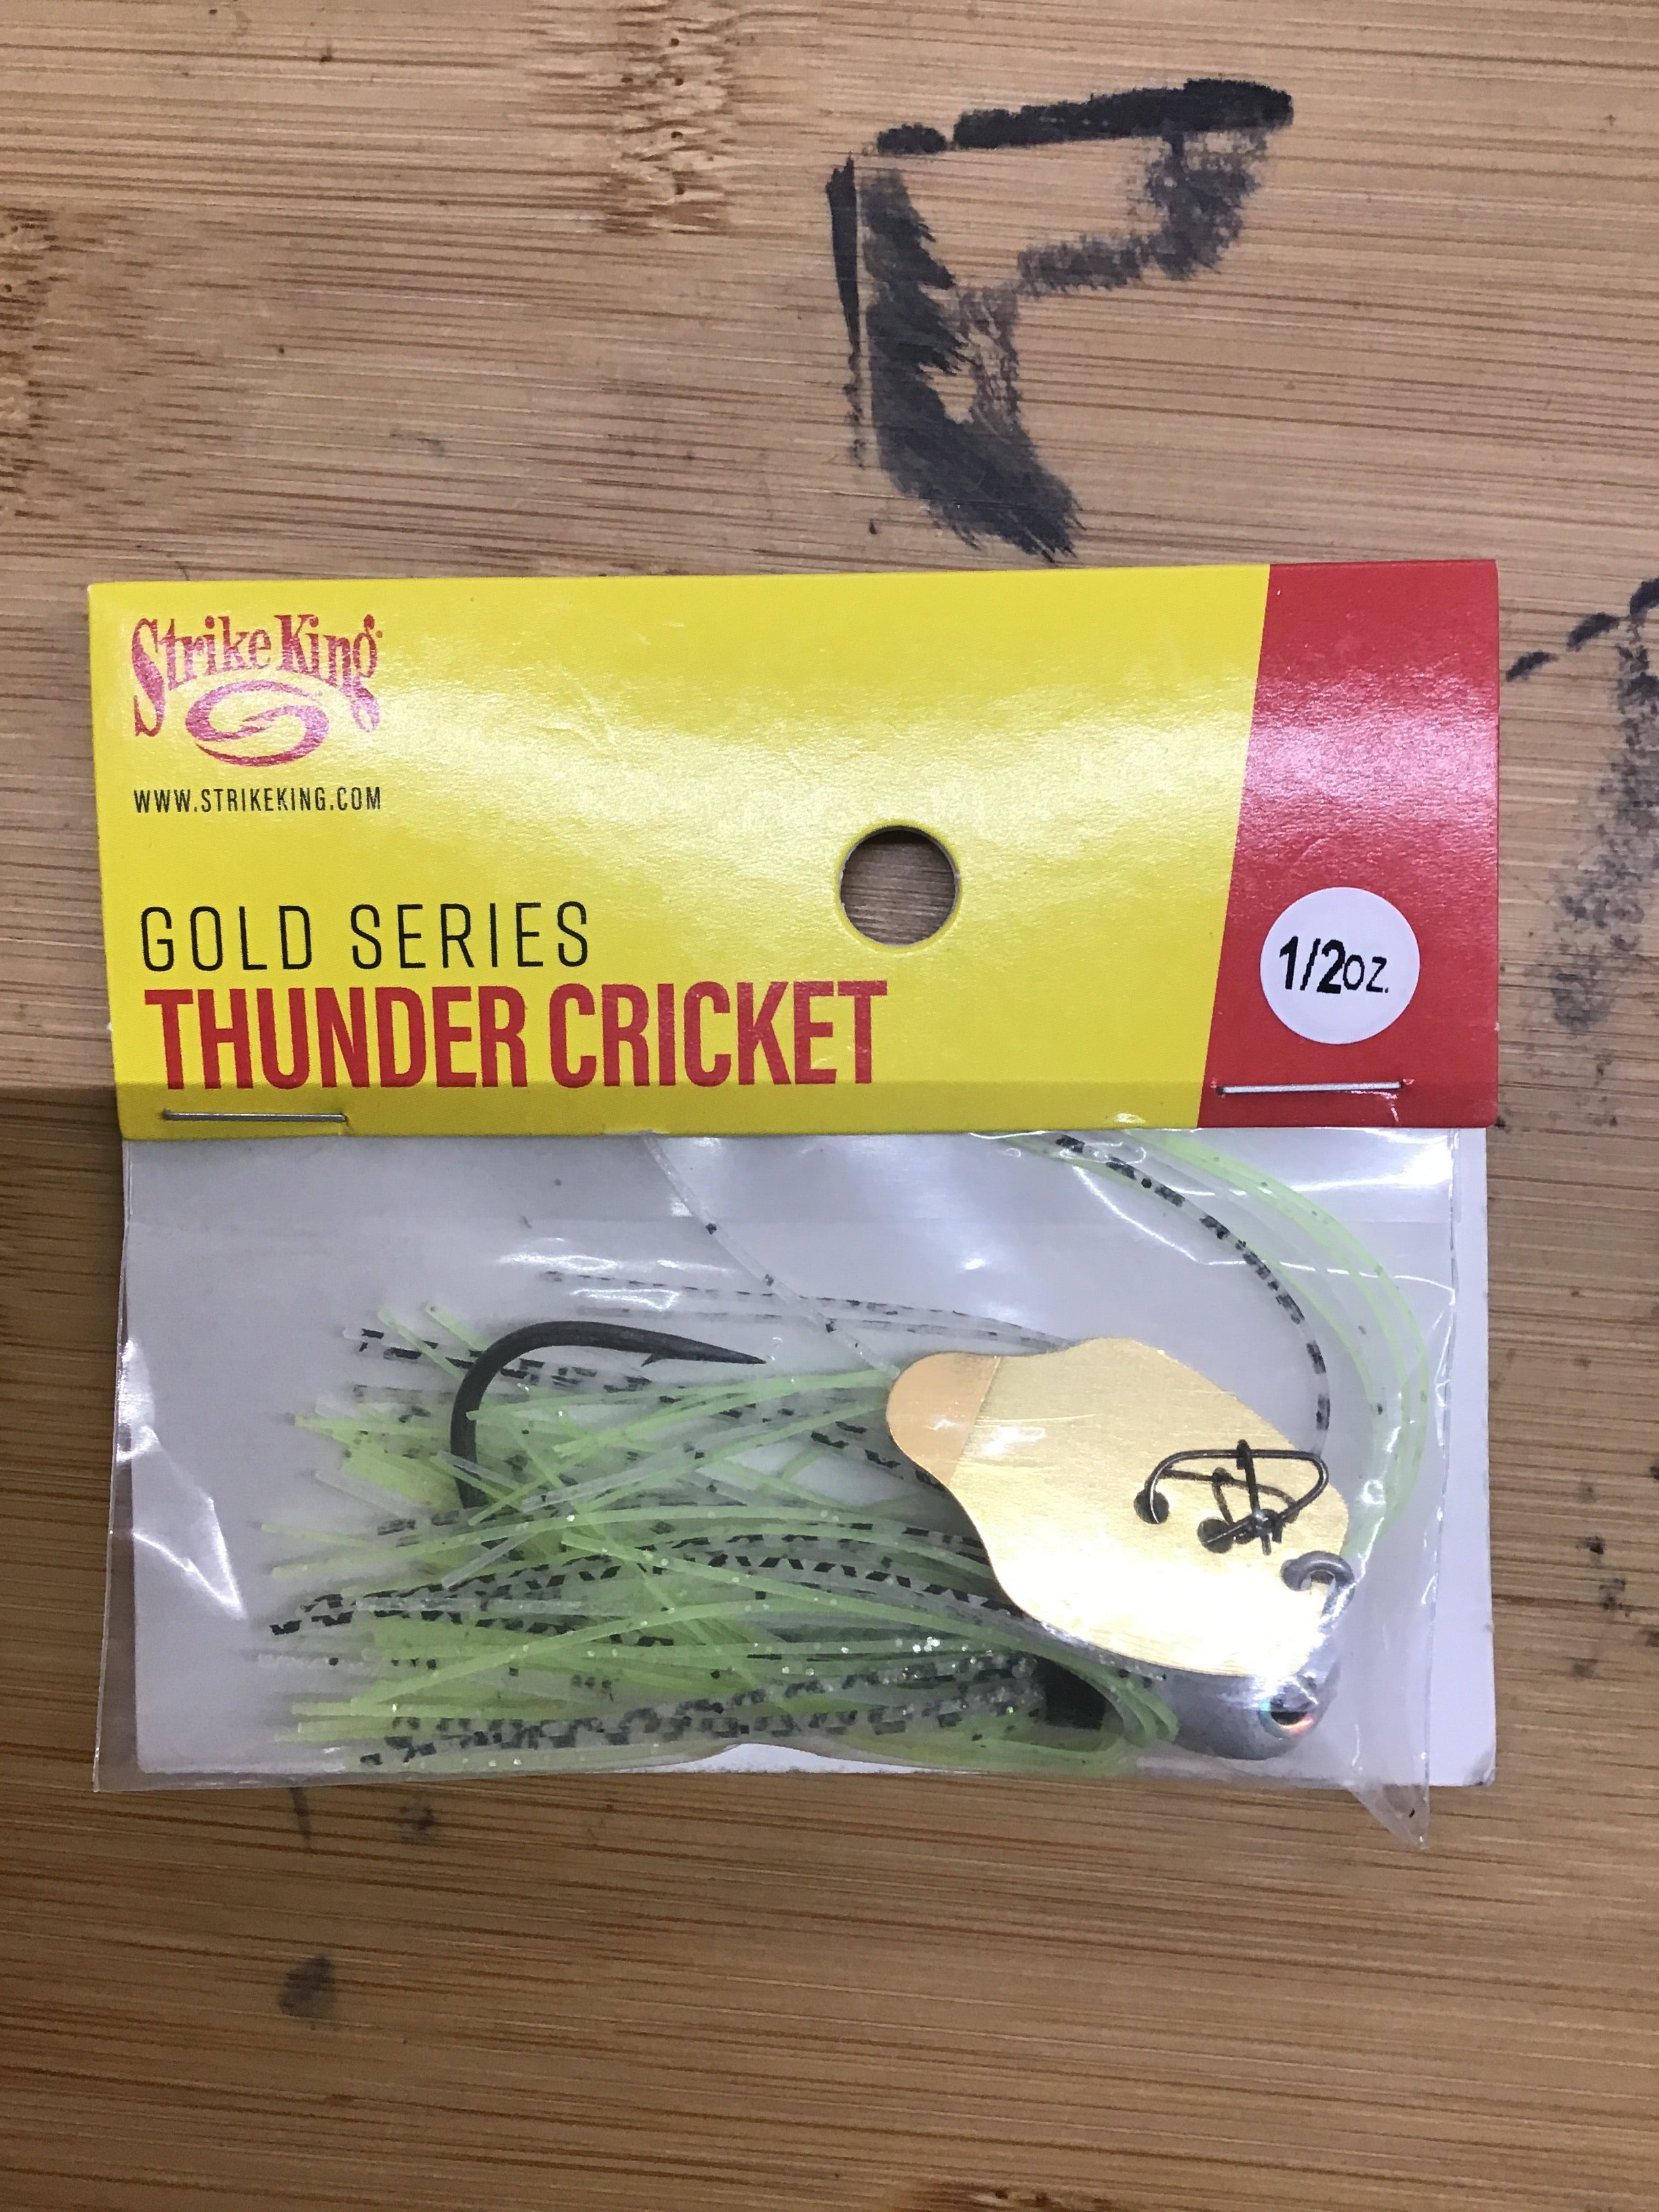 Strike King
WWW.STRIKEKING.COM
GOLD SERIES
THUNDER CRICKET
1/2OZ.